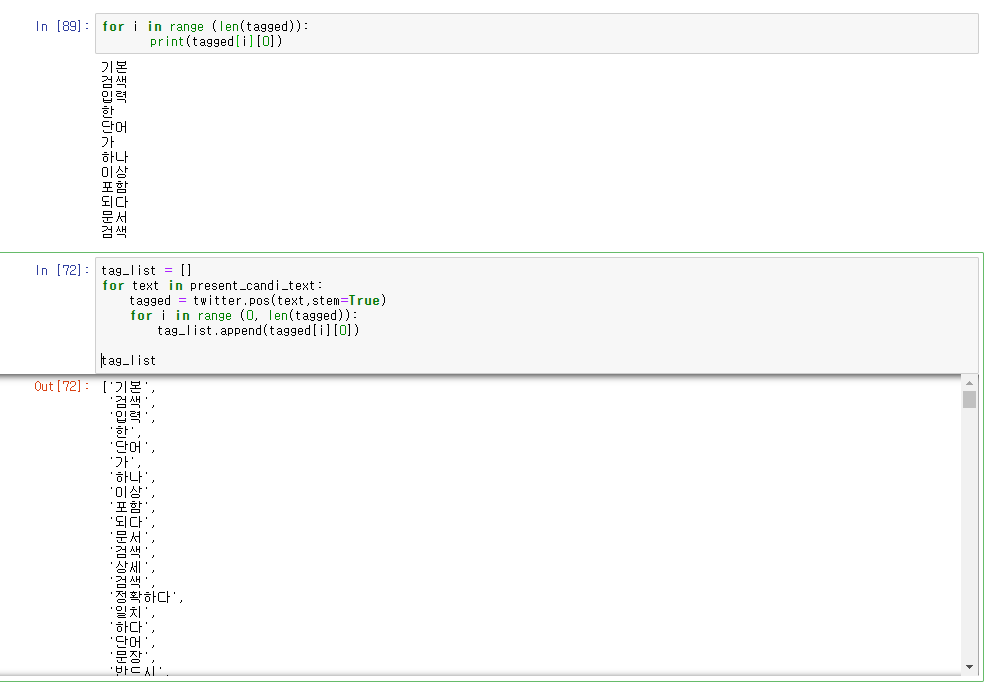 In [89]: for i in range (len(tagged)):
print(tagged[i][0])
기본
검색
입력
한
단어
가
하나
이상
포함
되다
문서
검색
In [72]: tag_list = []
for text in present_candi_text:
tagged = twitter.pos(text,stem=True)
for i in range (0, len(tagged)):
tag_list.append(tagged[i][0])
tag_list
Out[72]: ['기본',
'검색',
'입력',
'한',
'단어',
'가',
'하나',
'이상',
'포함',
'되다',
'문서',
'검색',
'상세',
'검색',
'정확하다',
'일치',
'하다',
'단어',
'문장',
'반드시',